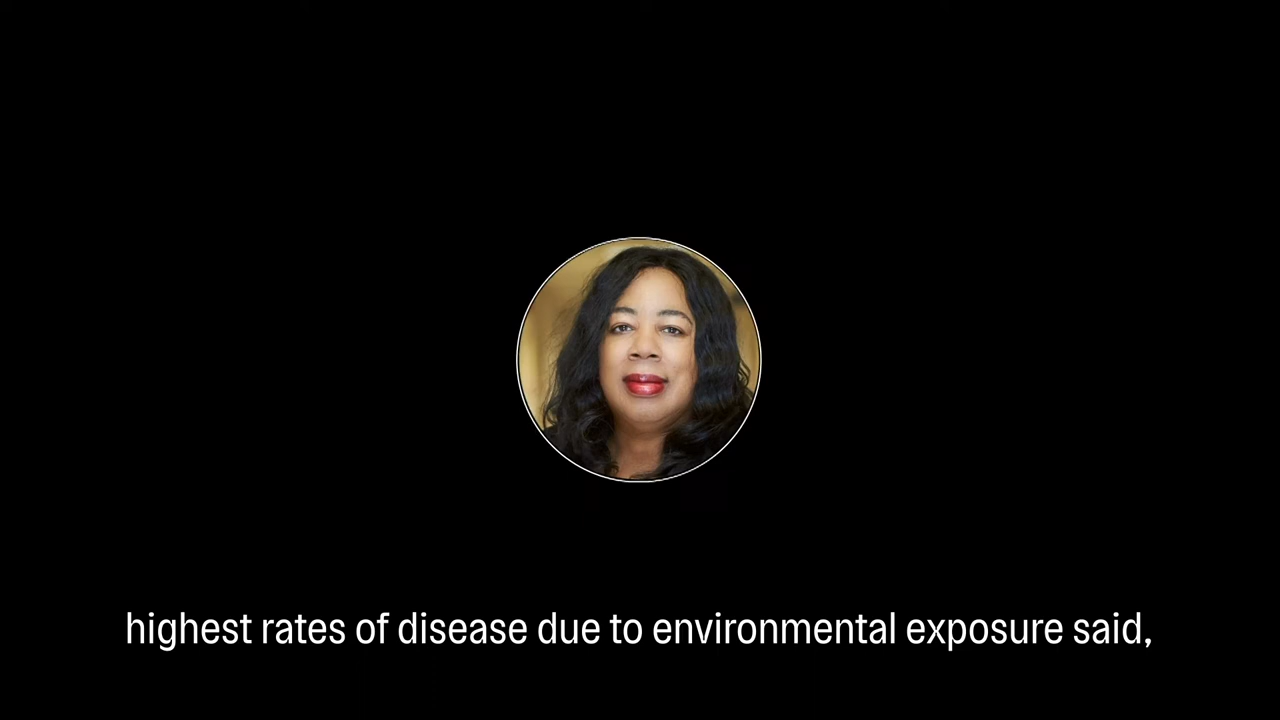 highest rates of disease due to environmental exposure said,